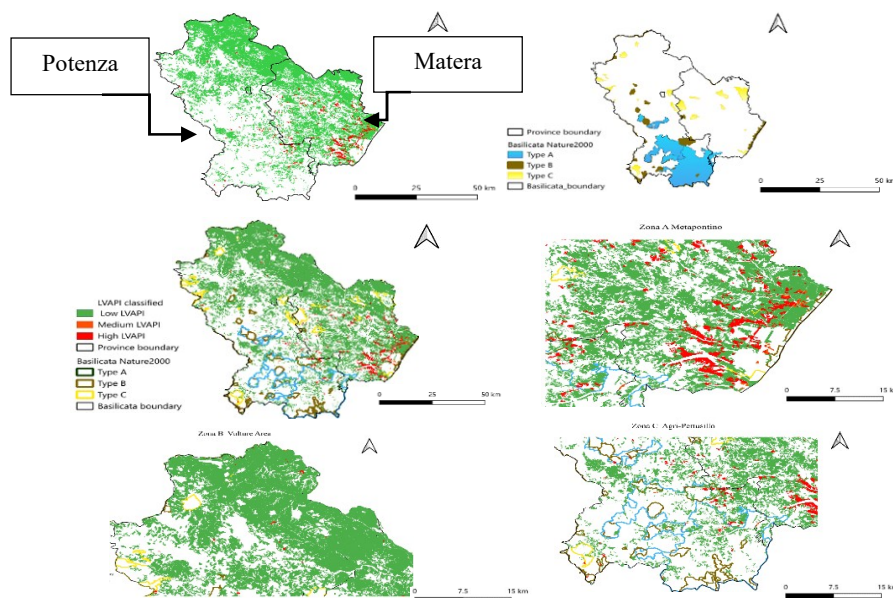 Potenza
Matera
0 25 50 km
Province boundary
Basilicata Nature2000
Type A
Type B
Type C
Basilicata_boundary
0 25 50 km
LVAPI classified
Low LVAPI
Medium LVAPI
High LVAPI
Province boundary
Basilicata Nature2000
Type A
Type B
Type C
Basilicata boundary
0 25 50 km
Zona A Metapontino
0 7.5 15 k
Zona B Vulture Area
0 7.5 15 km
Zona C Agri-Pertusillo
0 7.5 15 km